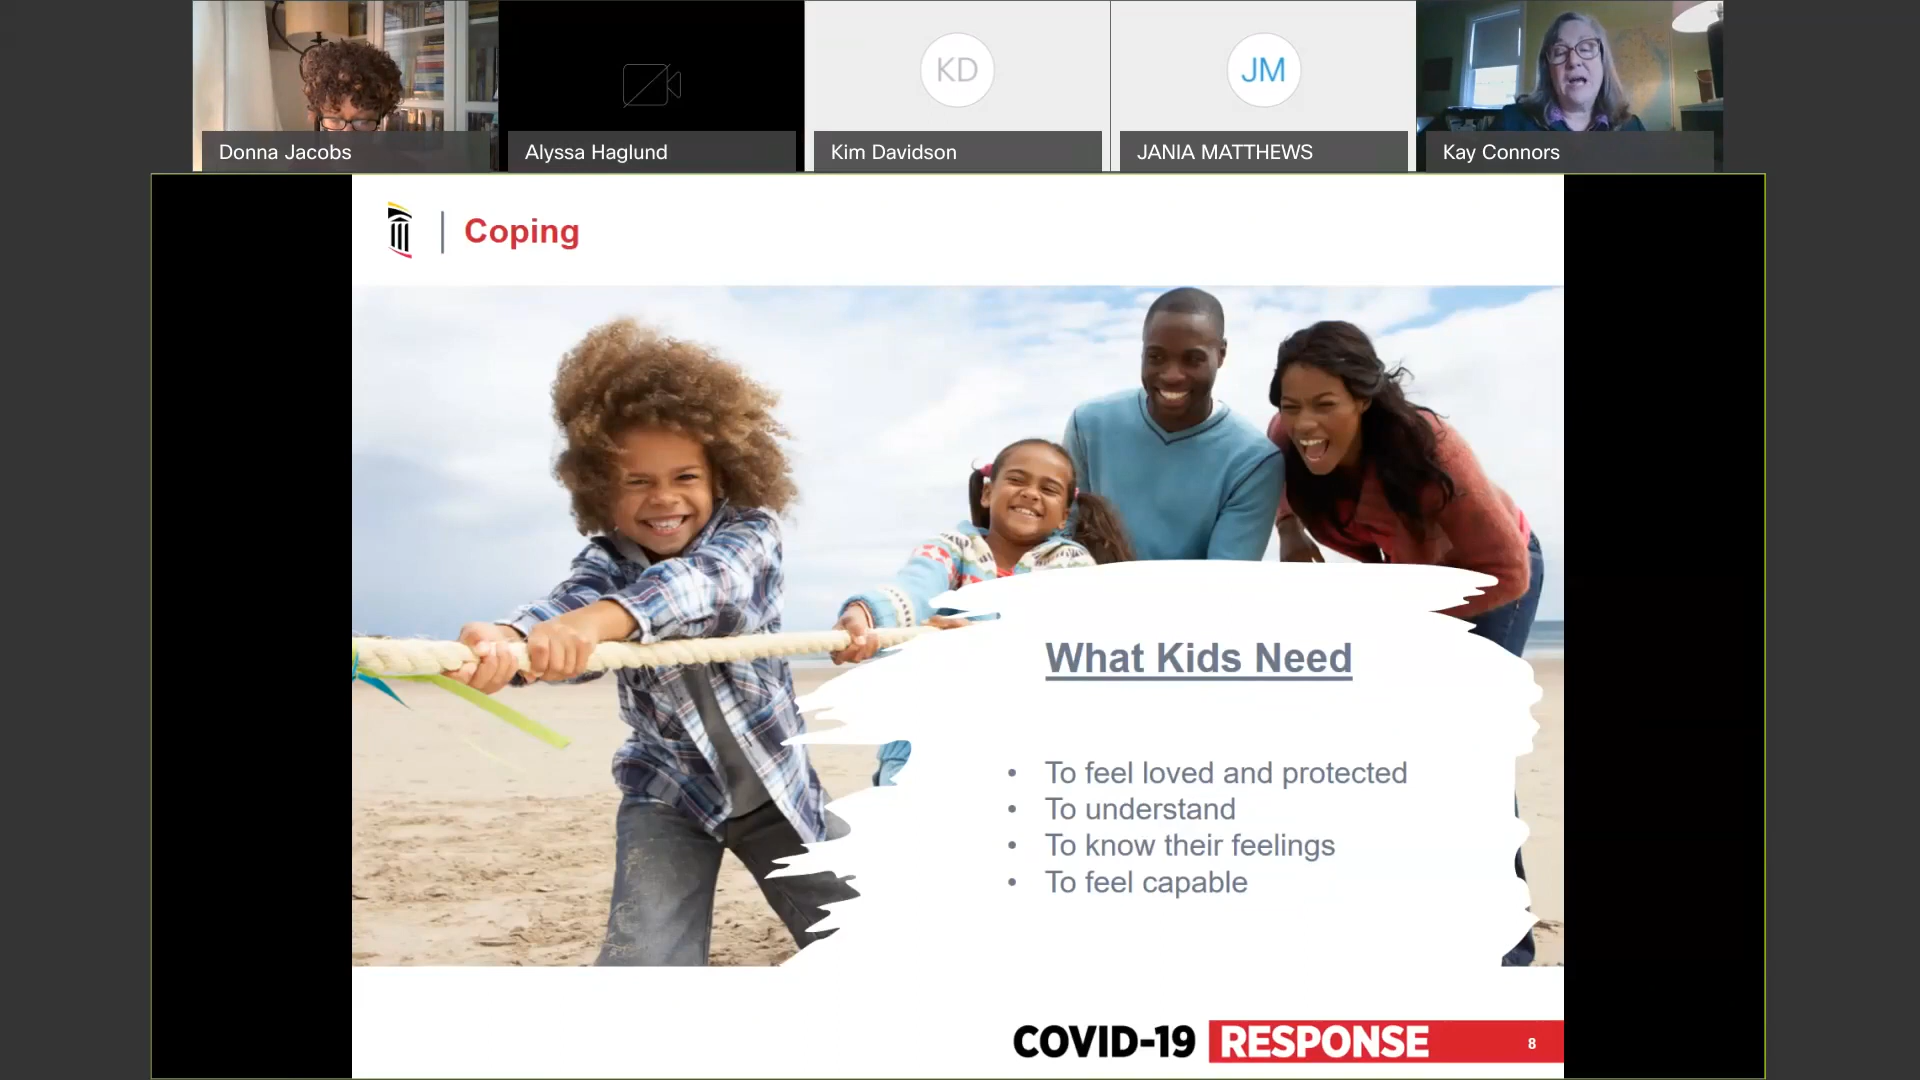 Donna Jacobs
Alyssa Haglund
KD
Kim Davidson
JM
JANIA MATTHEWS
Kay Connors
Coping
What Kids Need
• To feel loved and protected
• To understand
• To know their feelings
• To feel capable
COVID-19 RESPONSE
8